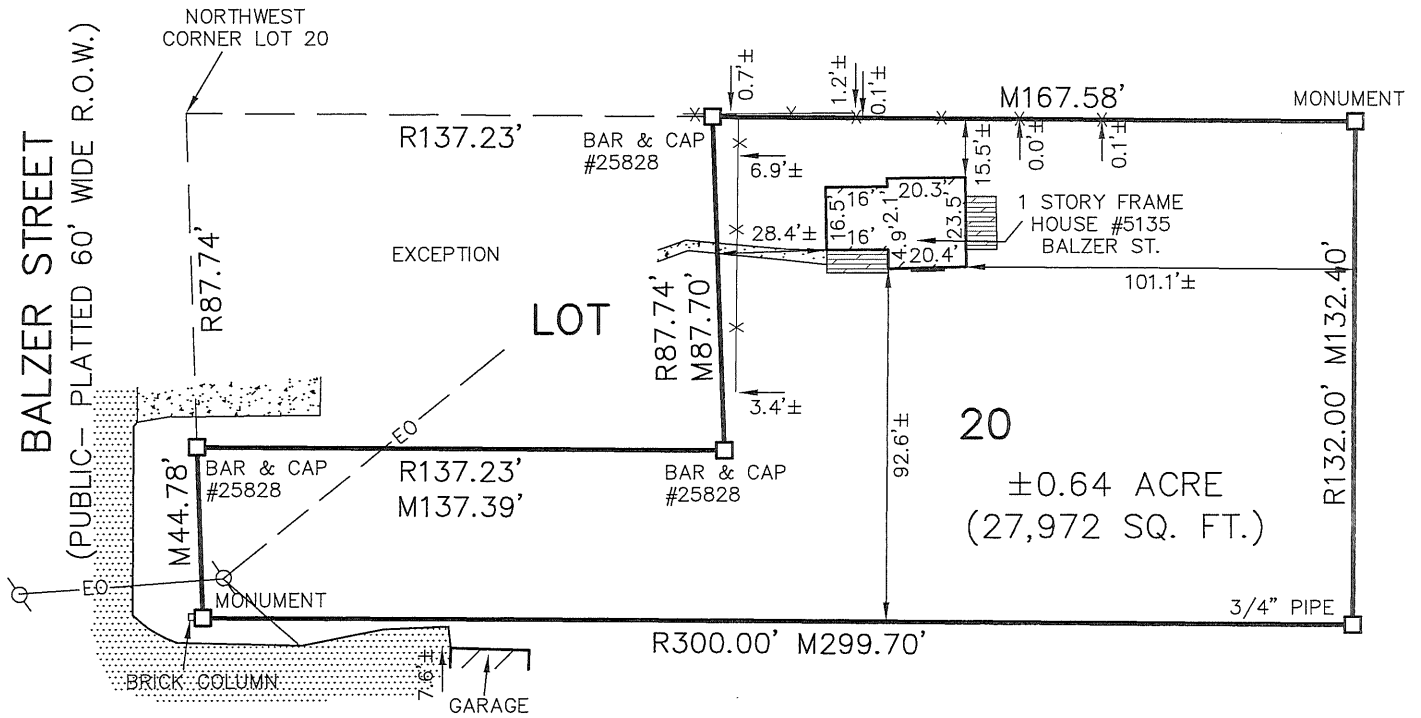 NORTHWEST
CORNER LOT 20
BALZER STREET
(PUBLIC- PLATTED 60' WIDE R.O.W.)
R137.23'
BAR & CAP
#25828
0.7'±
1.2'±
0.1'±
M167.58'
MONUMENT
0.0'±
0.1'±
15.5'±
6.9'±
R87.74'
EXCEPTION
28.4'±
16'
16.5'
16'
2.1'
4.9'
20.3'
23.5'
20.4'
1 STORY FRAME
HOUSE #5135
BALZER ST.
101.1'±
LOT
R87.74'
M87.70'
3.4'±
92.6'±
20
±0.64 ACRE
(27,972 SQ. FT.)
R132.00' M132.40'
EO
BAR & CAP
#25828
R137.23'
M137.39'
BAR & CAP
#25828
M44.78'
EO
MONUMENT
3/4" PIPE
R300.00' M299.70'
BRICK COLUMN
7.6'±
GARAGE